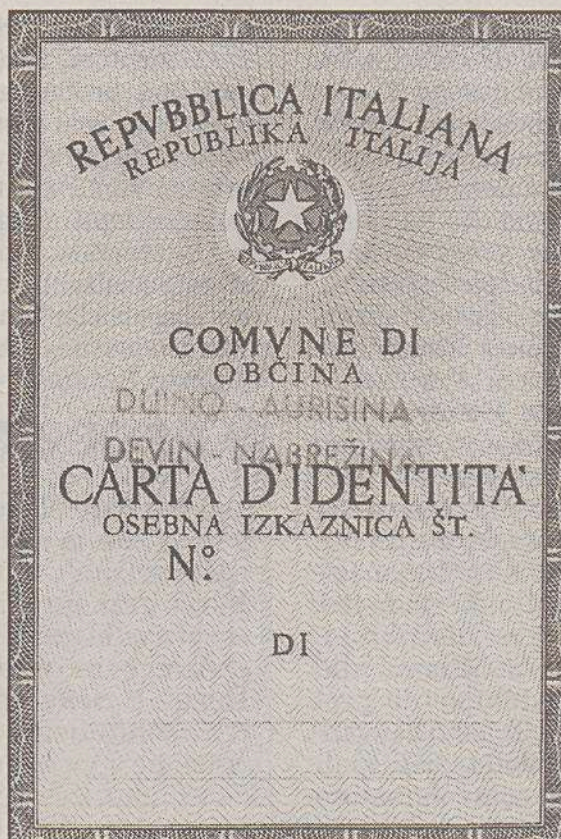 REPVBBLICA ITALIANA
REPUBLIKA ITALIJA
COMVNE DI
OBČINA
DUINO - AURISINA
DEVIN - NABREŽINA
CARTA D'IDENTITA'
OSEBNA IZKAZNICA ŠT.
N°
DI